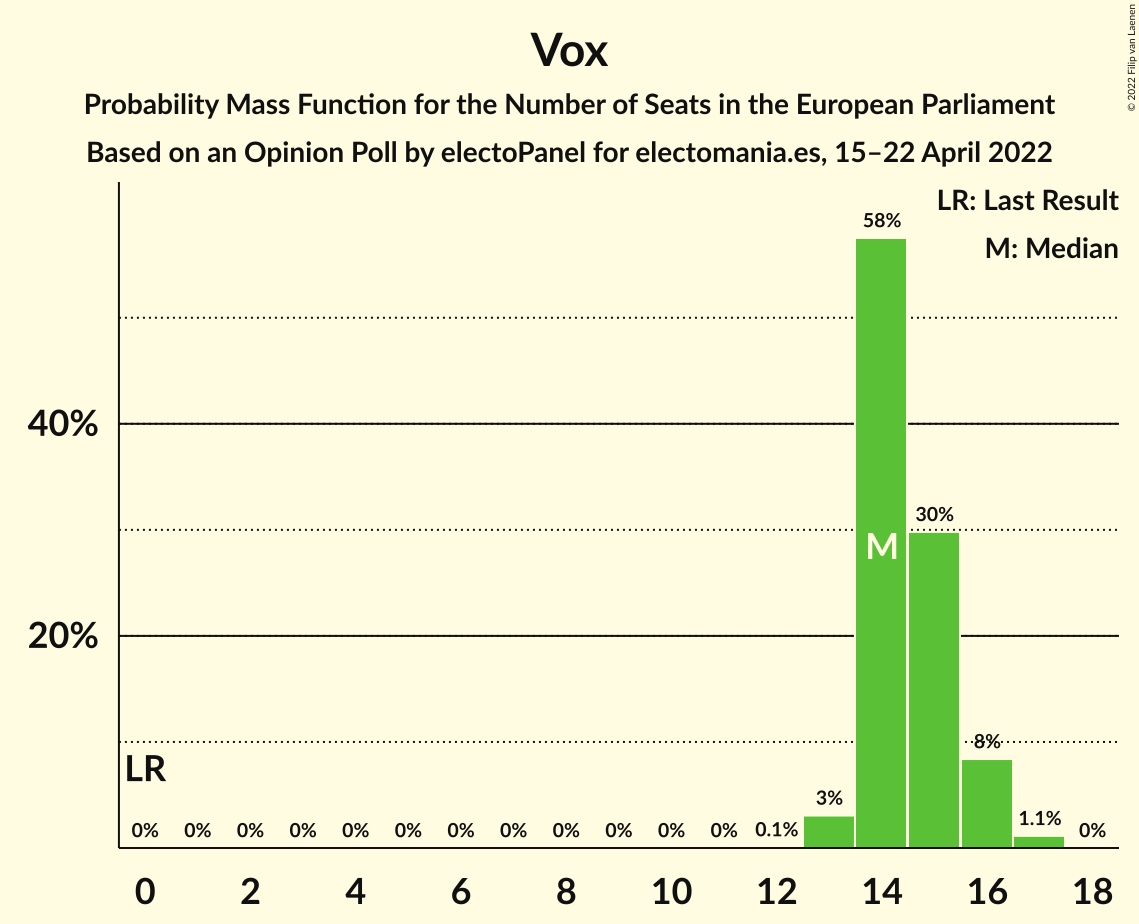 Vox
Probability Mass Function for the Number of Seats in the European Parliament
Based on an Opinion Poll by electoPanel for electomania.es, 15–22 April 2022
© 2022 Filip van Laenen
LR: Last Result
M: Median
58%
40%
30%
M
20%
8%
LR
3%
1.1%
0% 0% 0% 0% 0% 0% 0% 0% 0% 0% 0% 0% 0.1% 0%
0 2 4 6 8 10 12 14 16 18